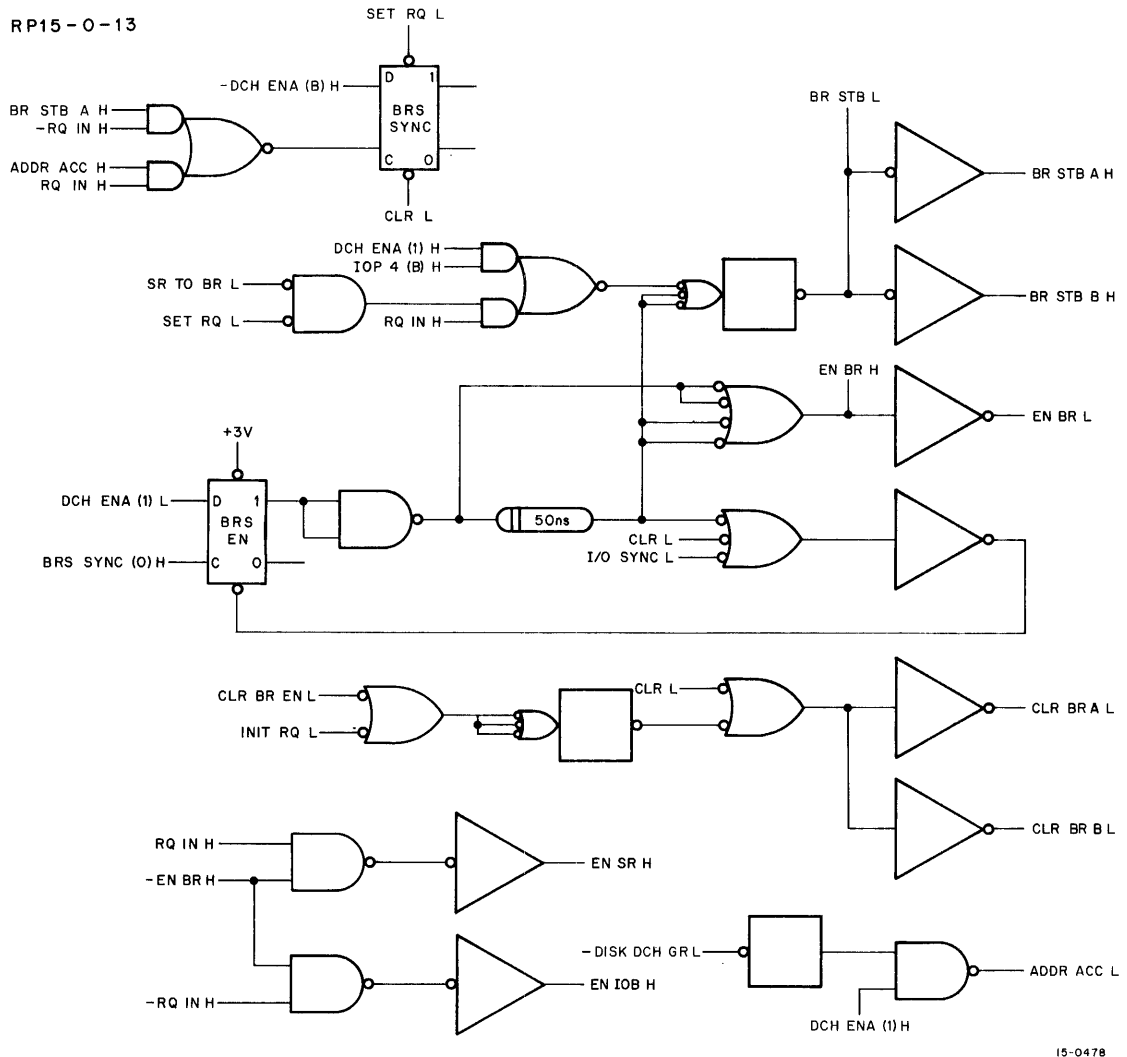 RP15-0-13
SET RQ L
-DCH ENA (B) H
D 1
BRS
SYNC
C 0
CLR L
BR STB A H
-RQ IN H
ADDR ACC H
RQ IN H
BR STB L
BR STB A H
DCH ENA (1) H
IOP 4 (B) H
SR TO BR L
SET RQ L
RQ IN H
BR STB B H
EN BR H
EN BR L
+3V
DCH ENA (1) L
D 1
BRS
EN
BRS SYNC (0) H
C 0
50ns
CLR L
I/O SYNC L
CLR BR EN L
INIT RQ L
CLR L
CLR BR A L
CLR BR B L
RQ IN H
-EN BR H
EN SR H
-RQ IN H
EN IOB H
-DISK DCH GR L
DCH ENA (1) H
ADDR ACC L
15-0478